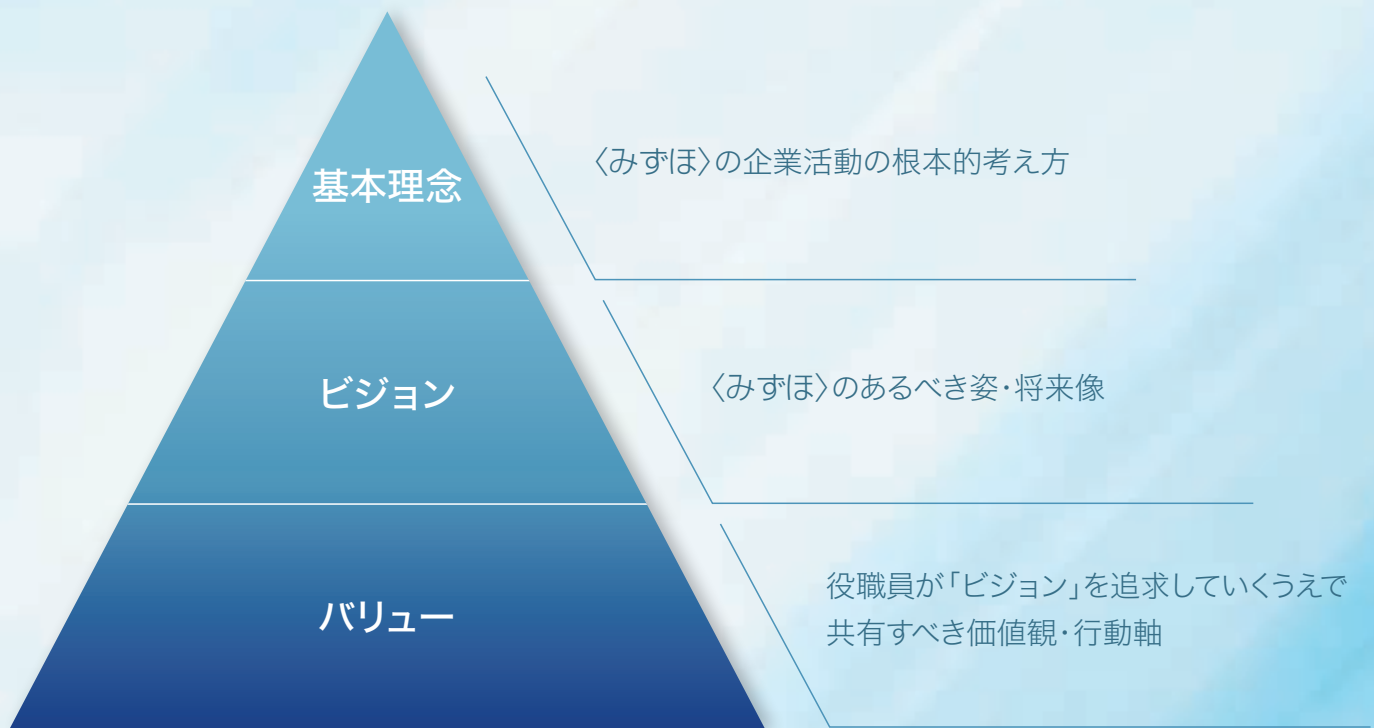 基本理念
〈みずほ〉の企業活動の根本的考え方
ビジョン
〈みずほ〉のあるべき姿・将来像
バリュー
役職員が「ビジョン」を追求していくうえで
共有すべき価値観・行動軸